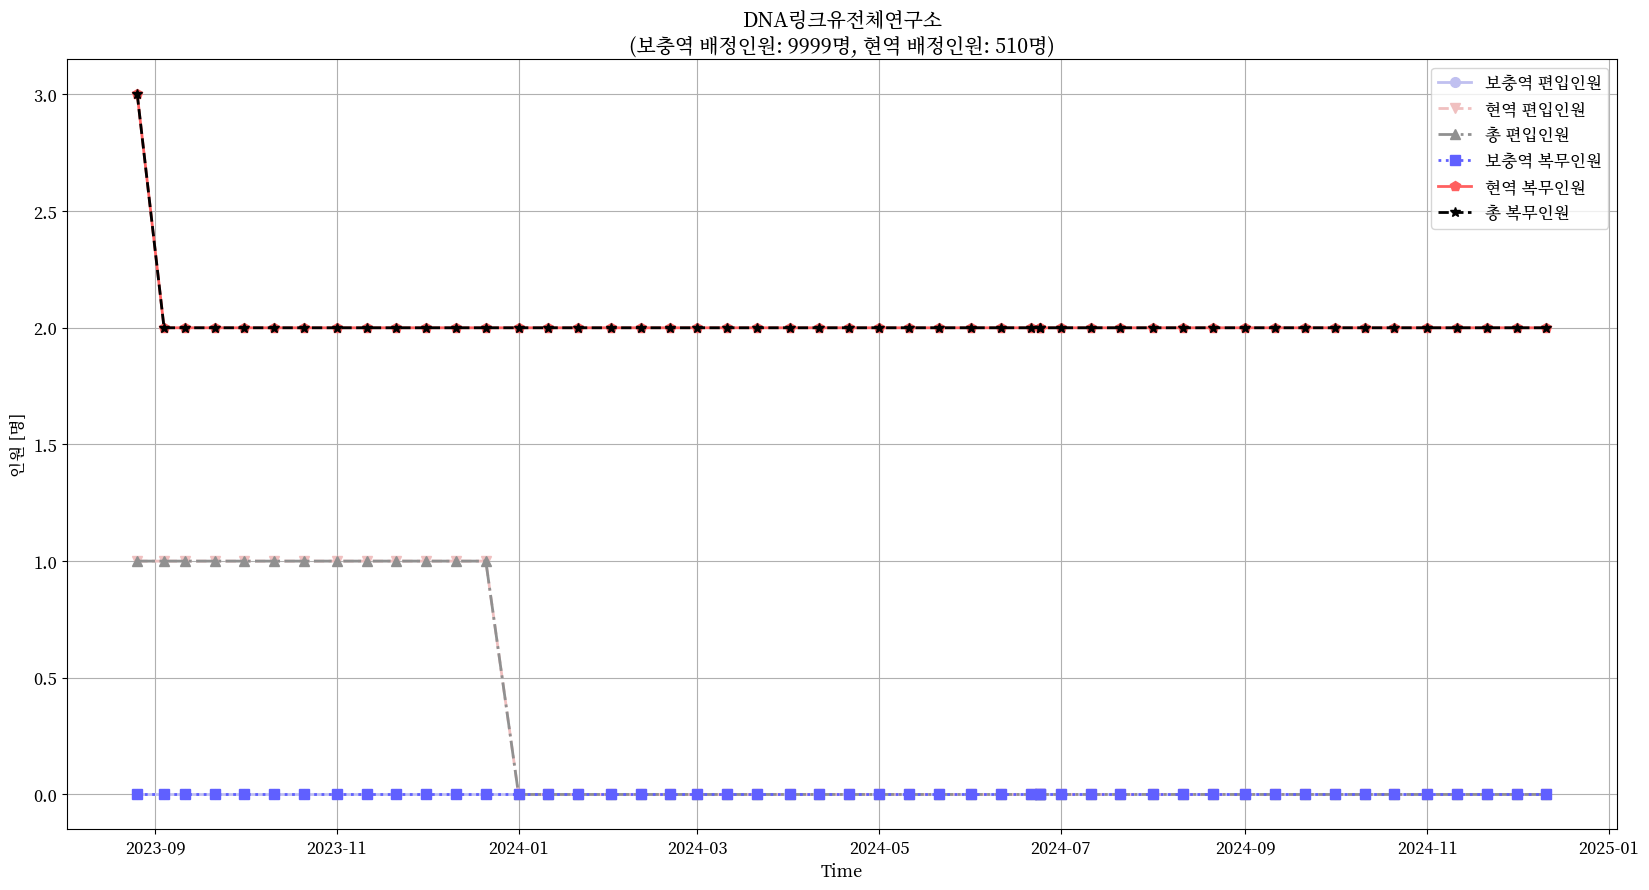 DNA링크유전체연구소
(보충역 배정인원: 9999명, 현역 배정인원: 510명)
보충역 편입인원
현역 편입인원
총 편입인원
보충역 복무인원
현역 복무인원
총 복무인원
3.0
2.5
2.0
1.5
1.0
0.5
0.0
인원 [명]
2023-09 2023-11 2024-01 2024-03 2024-05 2024-07 2024-09 2024-11 2025-01
Time